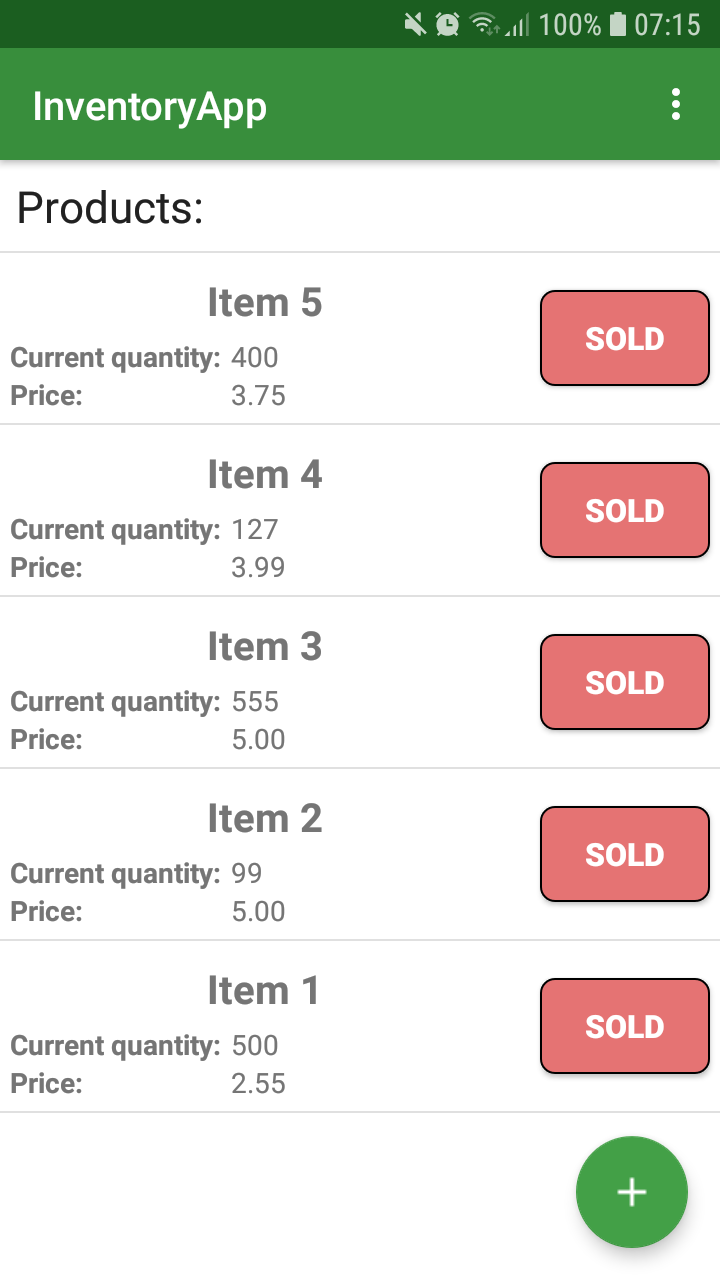 100% 07:15
InventoryApp
Products:
Item 5
Current quantity: 400
Price: 3.75
SOLD
Item 4
Current quantity: 127
Price: 3.99
SOLD
Item 3
Current quantity: 555
Price: 5.00
SOLD
Item 2
Current quantity: 99
Price: 5.00
SOLD
Item 1
Current quantity: 500
Price: 2.55
SOLD
+